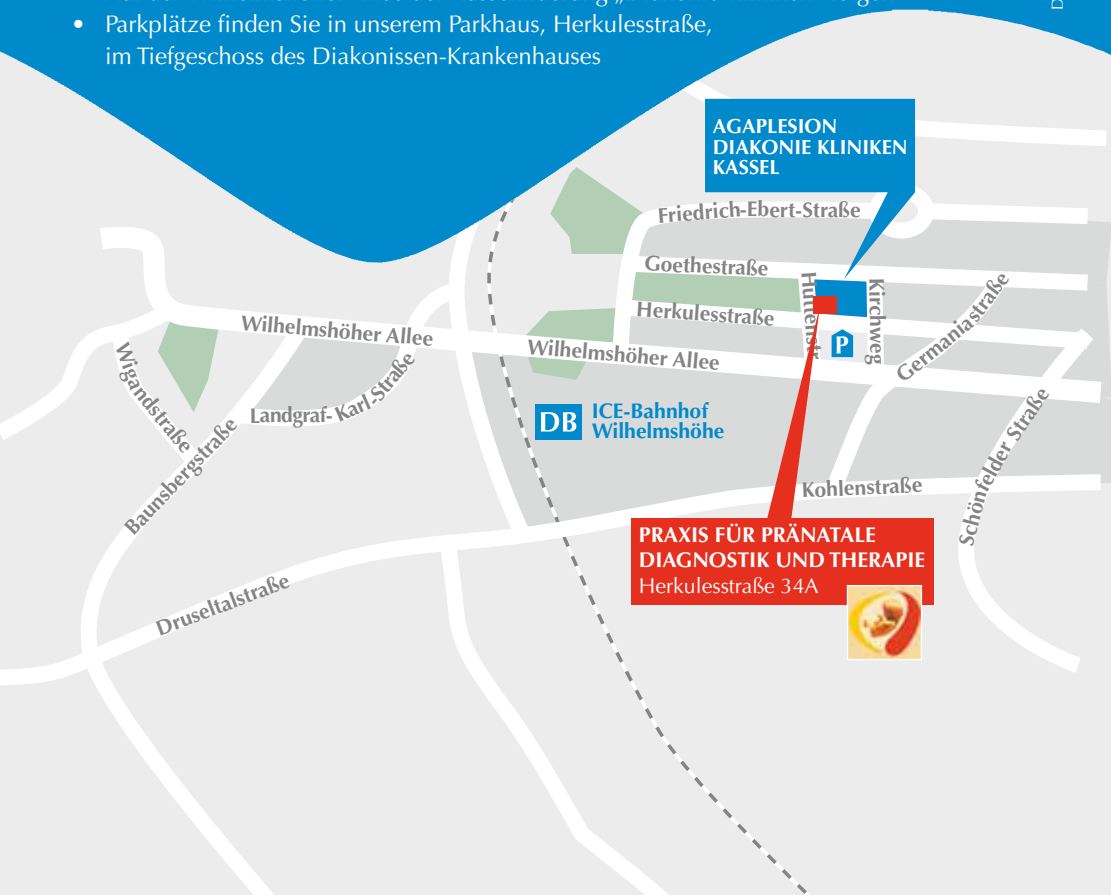 • Parkplätze finden Sie in unserem Parkhaus, Herkulesstraße,
im Tiefgeschoss des Diakonissen-Krankenhauses
AGAPLESION
DIAKONIE KLINIKEN
KASSEL
Friedrich-Ebert-Straße
Goethestraße
Huttenstr.
Kirchweg
Herkulesstraße
Germaniastraße
P
Wilhelmshöher Allee
Wilhelmshöher Allee
Wigandstraße
Landgraf-Karl-Straße
DB
ICE-Bahnhof
Wilhelmshöhe
Baunsbergstraße
Schönfelder Straße
Kohlenstraße
PRAXIS FÜR PRÄNATALE
DIAGNOSTIK UND THERAPIE
Herkulesstraße 34A
Druseltalstraße